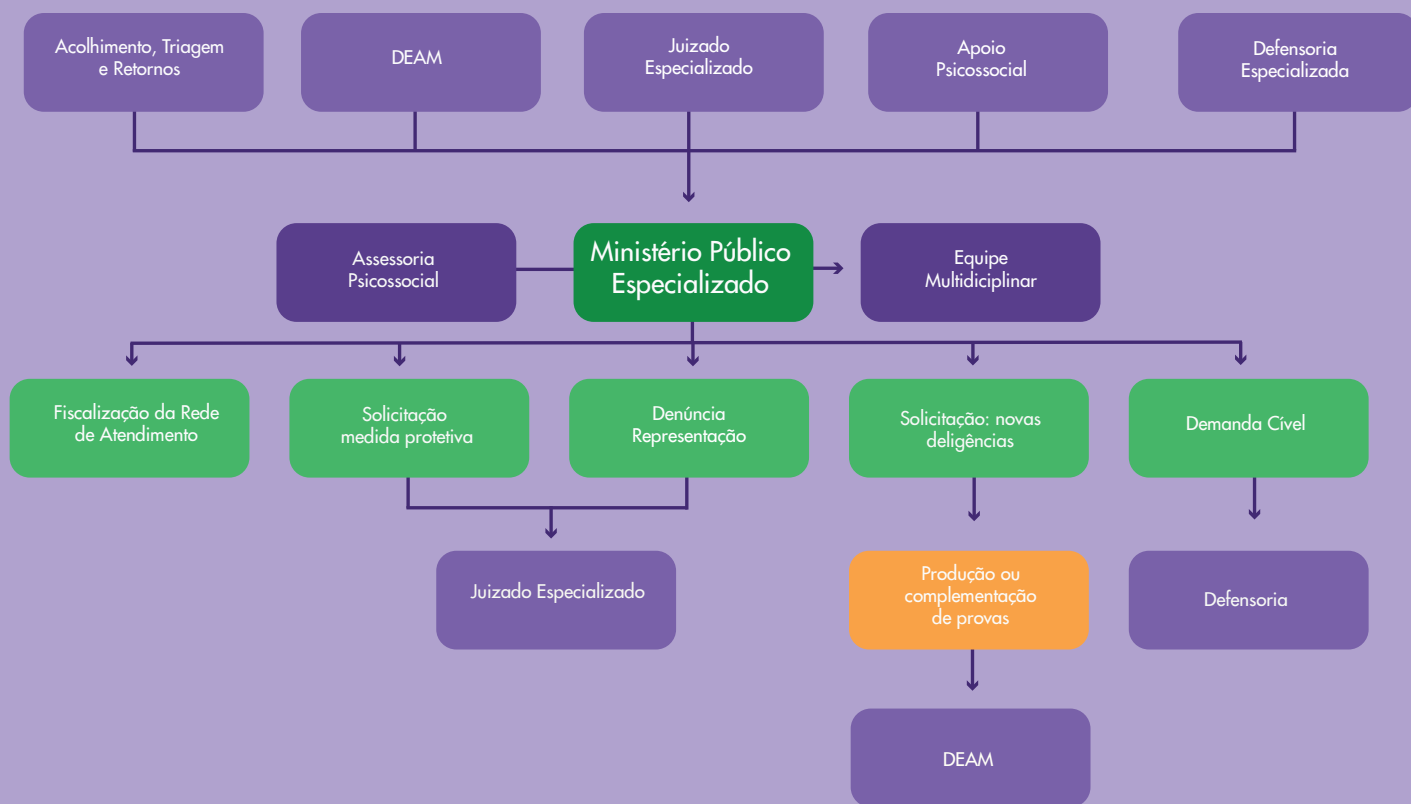 Acolhimento, Triagem
e Retornos
DEAM
Juizado
Especializado
Apoio
Psicossocial
Defensoria
Especializada
Assessoria
Psicossocial
Ministério Público
Especializado
Equipe
Multidiciplinar
Fiscalização da Rede
de Atendimento
Solicitação
medida protetiva
Denúncia
Representação
Solicitação: novas
deligências
Demanda Cível
Juizado Especializado
Produção ou
complementação
de provas
Defensoria
DEAM